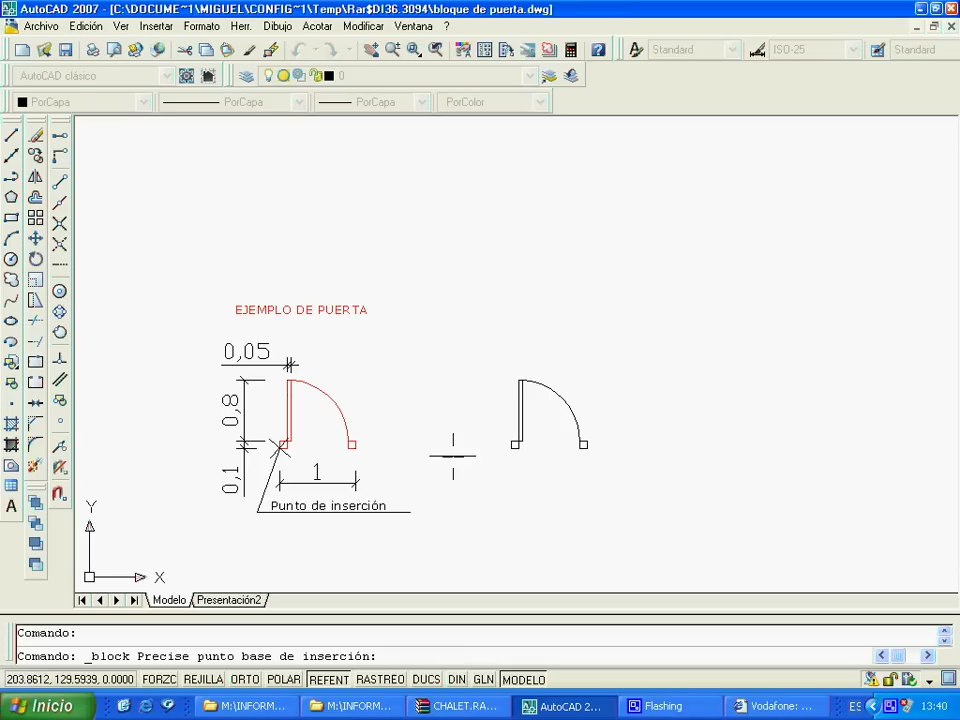 AutoCAD 2007 - [C:\DOCUME~1\MIGUEL\CONFIG~1\Temp\Rar$DI36.3094\bloque de puerta.dwg]
Archivo Edición Ver Insertar Formato Herr. Dibujo Acotar Modificar Ventana ?
Standard ISO-25 Standard
AutoCAD clásico 0
PorCapa PorCapa PorCapa PorColor
EJEMPLO DE PUERTA
0,05
0,8
0,1
1
Punto de inserción
Y
X
A
Modelo Presentación2
Comando:
Comando: _block Precise punto base de inserción:
203.8612, 129.5939, 0.0000 FORZC REJILLA ORTO POLAR REFENT RASTREO DUCS DIN GLN MODELO
Inicio M:\INFORM... M:\INFORM... CHALET.RA... AutoCAD 2... Flashing Vodafone: ... ES 13:40